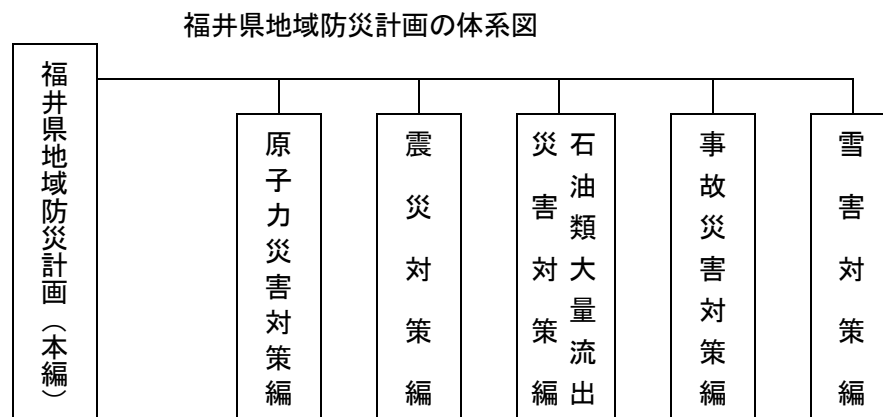 福井県地域防災計画の体系図
福井県地域防災計画（本編）
原子力災害対策編
震災対策編
石油類大量流出
災害対策編
事故災害対策編
雪害対策編